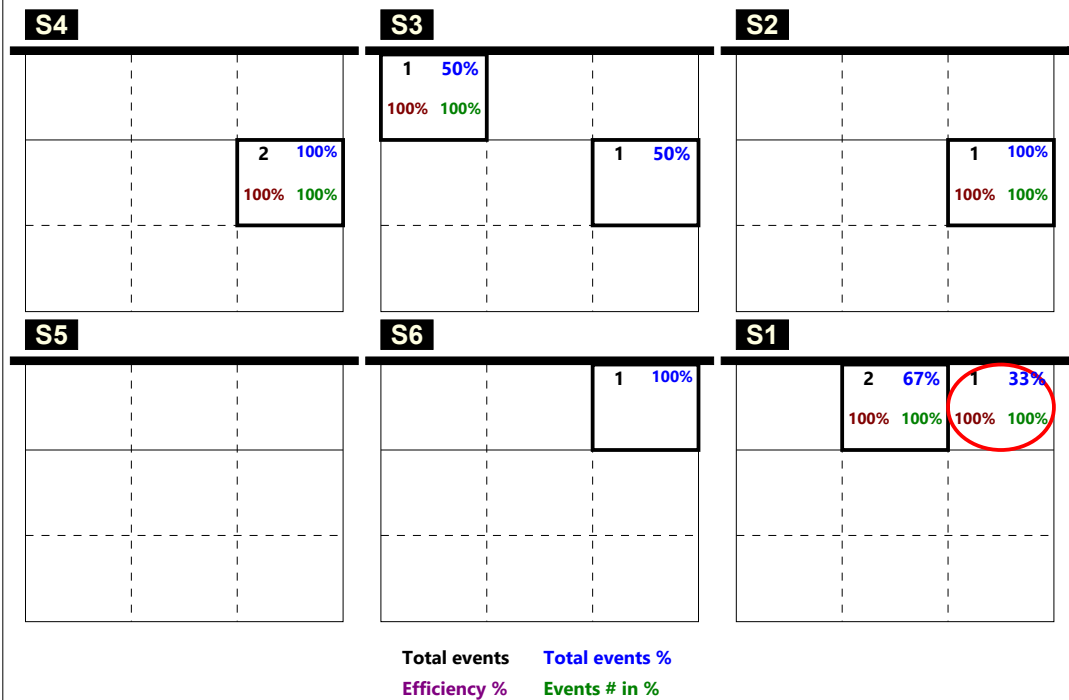 S4 S3 S2
1 50%
100% 100%
2 100% 1 50% 1 100%
100% 100% 100% 100%
S5 S6 S1
1 100% 2 67% 1 33%
100% 100% 100% 100%
Total events Total events %
Efficiency % Events # in %